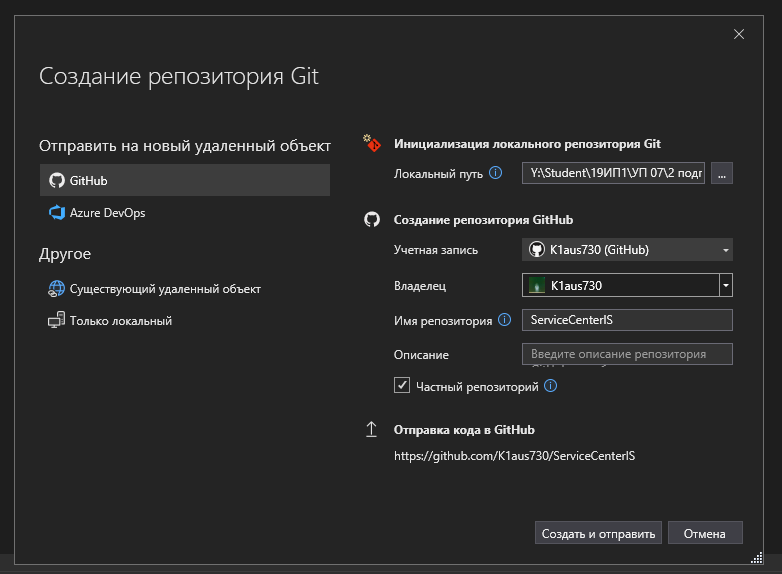 Создание репозитория Git
Отправить на новый удаленный объект
GitHub
Azure DevOps
Другое
Существующий удаленный объект
Только локальный
Инициализация локального репозитория Git
Локальный путь
Y:\Student\19ИП1\УП 07\2 подг
...
Создание репозитория GitHub
Учетная запись
K1aus730 (GitHub)
Владелец
K1aus730
Имя репозитория
ServiceCenterIS
Описание
Введите описание репозитория
Частный репозиторий
Отправка кода в GitHub
https://github.com/K1aus730/ServiceCenterIS
Создать и отправить
Отмена